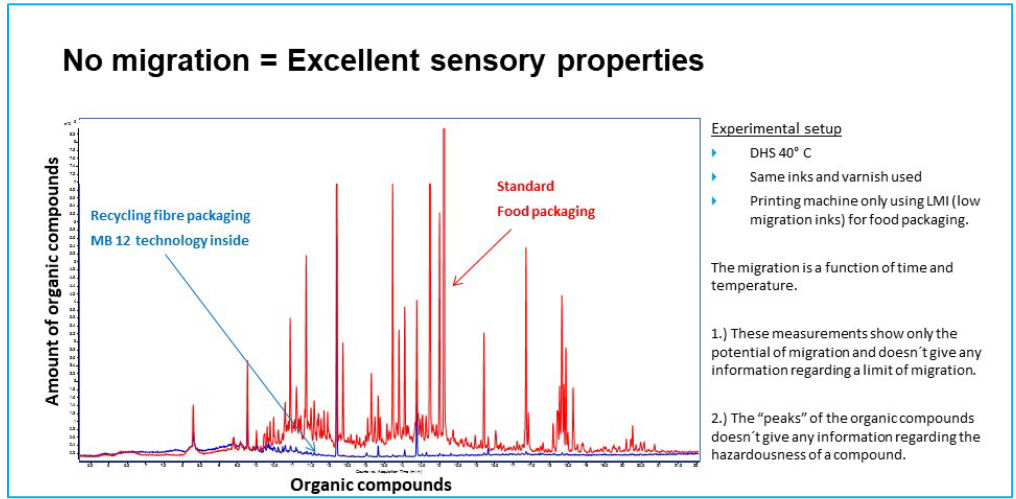 No migration = Excellent sensory properties
Amount of organic compounds
Recycling fibre packaging
MB 12 technology inside
Standard
Food packaging
Organic compounds
Experimental setup
DHS 40° C
Same inks and varnish used
Printing machine only using LMI (low
migration inks) for food packaging.
The migration is a function of time and
temperature.
1.) These measurements show only the
potential of migration and doesn´t give any
information regarding a limit of migration.
2.) The “peaks” of the organic compounds
doesn´t give any information regarding the
hazardousness of a compound.